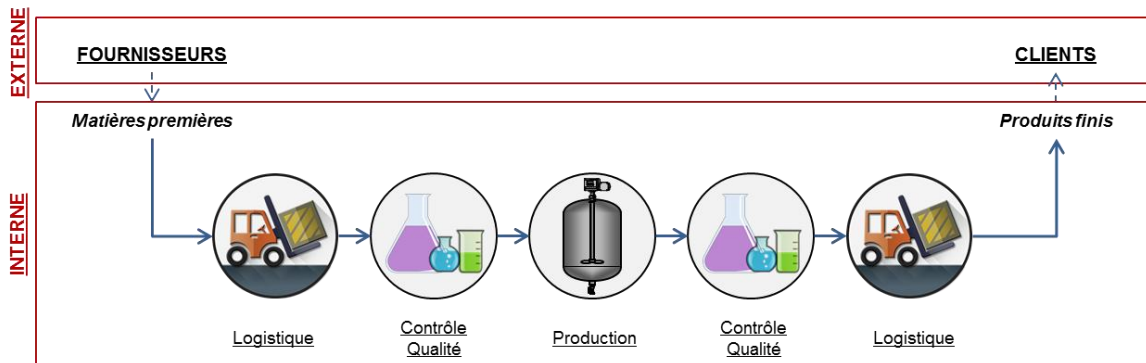 EXTERNE
FOURNISSEURS
CLIENTS
INTERNE
Matières premières
Produits finis
Logistique
Contrôle
Qualité
Production
Contrôle
Qualité
Logistique